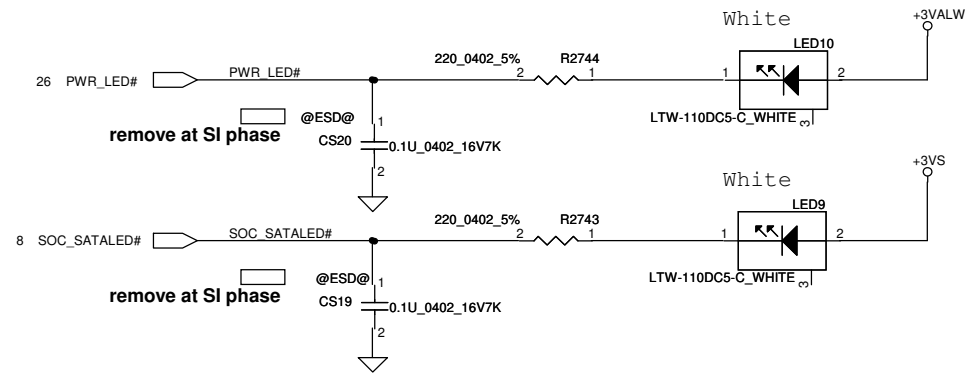 White
+3VALW
LED10
220_0402_5%
R2744
26 PWR_LED#
PWR_LED#
2
1
1
2
@ESD@
1
LTW-110DC5-C_WHITE
3
remove at SI phase
CS20
0.1U_0402_16V7K
2
+3VS
White
LED9
220_0402_5%
R2743
8 SOC_SATALED#
SOC_SATALED#
2
1
1
2
@ESD@
1
LTW-110DC5-C_WHITE
3
remove at SI phase
CS19
0.1U_0402_16V7K
2